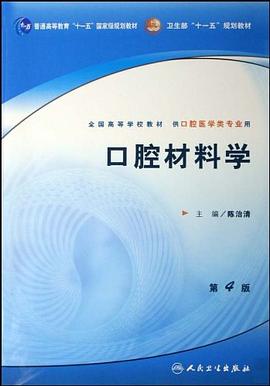 普通高等教育“十一五”国家级规划教材
卫生部“十一五”规划教材
全国高等学校教材 供口腔医学类专业用
口腔材料学
主编 陈治清
第4版
人民卫生出版社